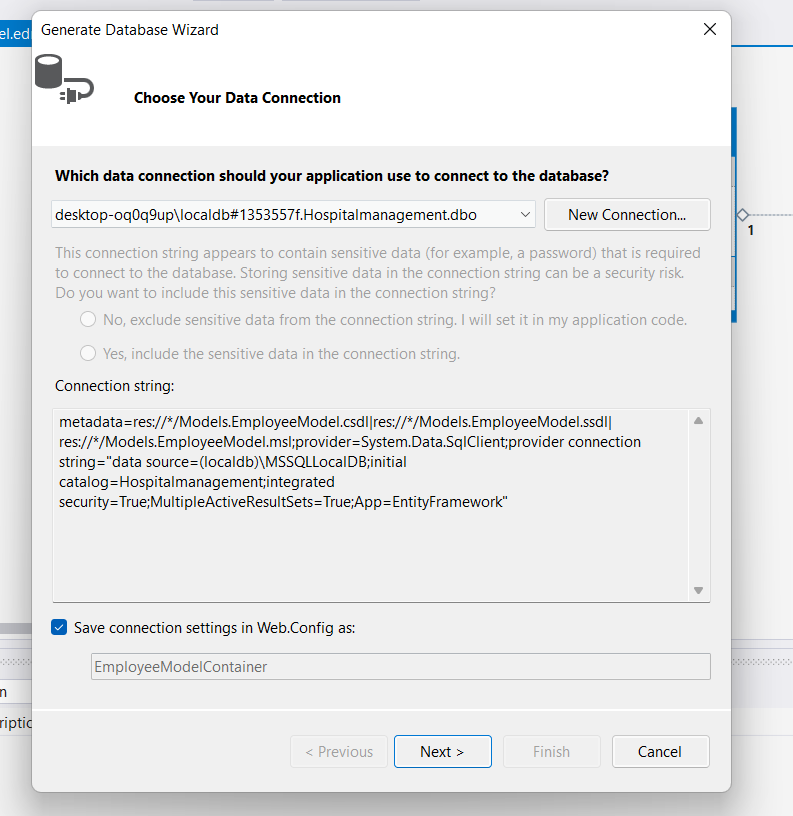 Generate Database Wizard
el.ed
Choose Your Data Connection
Which data connection should your application use to connect to the database?
desktop-oq0q9up\localdb#1353557f.Hospitalmanagement.dbo
New Connection...
This connection string appears to contain sensitive data (for example, a password) that is required
to connect to the database. Storing sensitive data in the connection string can be a security risk.
Do you want to include this sensitive data in the connection string?
1
No, exclude sensitive data from the connection string. I will set it in my application code.
Yes, include the sensitive data in the connection string.
Connection string:
metadata=res://*/Models.EmployeeModel.csdl|res://*/Models.EmployeeModel.ssdl|
res://*/Models.EmployeeModel.msl;provider=System.Data.SqlClient;provider connection
string="data source=(localdb)\MSSQLLocalDB;initial
catalog=Hospitalmanagement;integrated
security=True;MultipleActiveResultSets=True;App=EntityFramework"
Save connection settings in Web.Config as:
EmployeeModelContainer
n
riptic
< Previous
Next >
Finish
Cancel